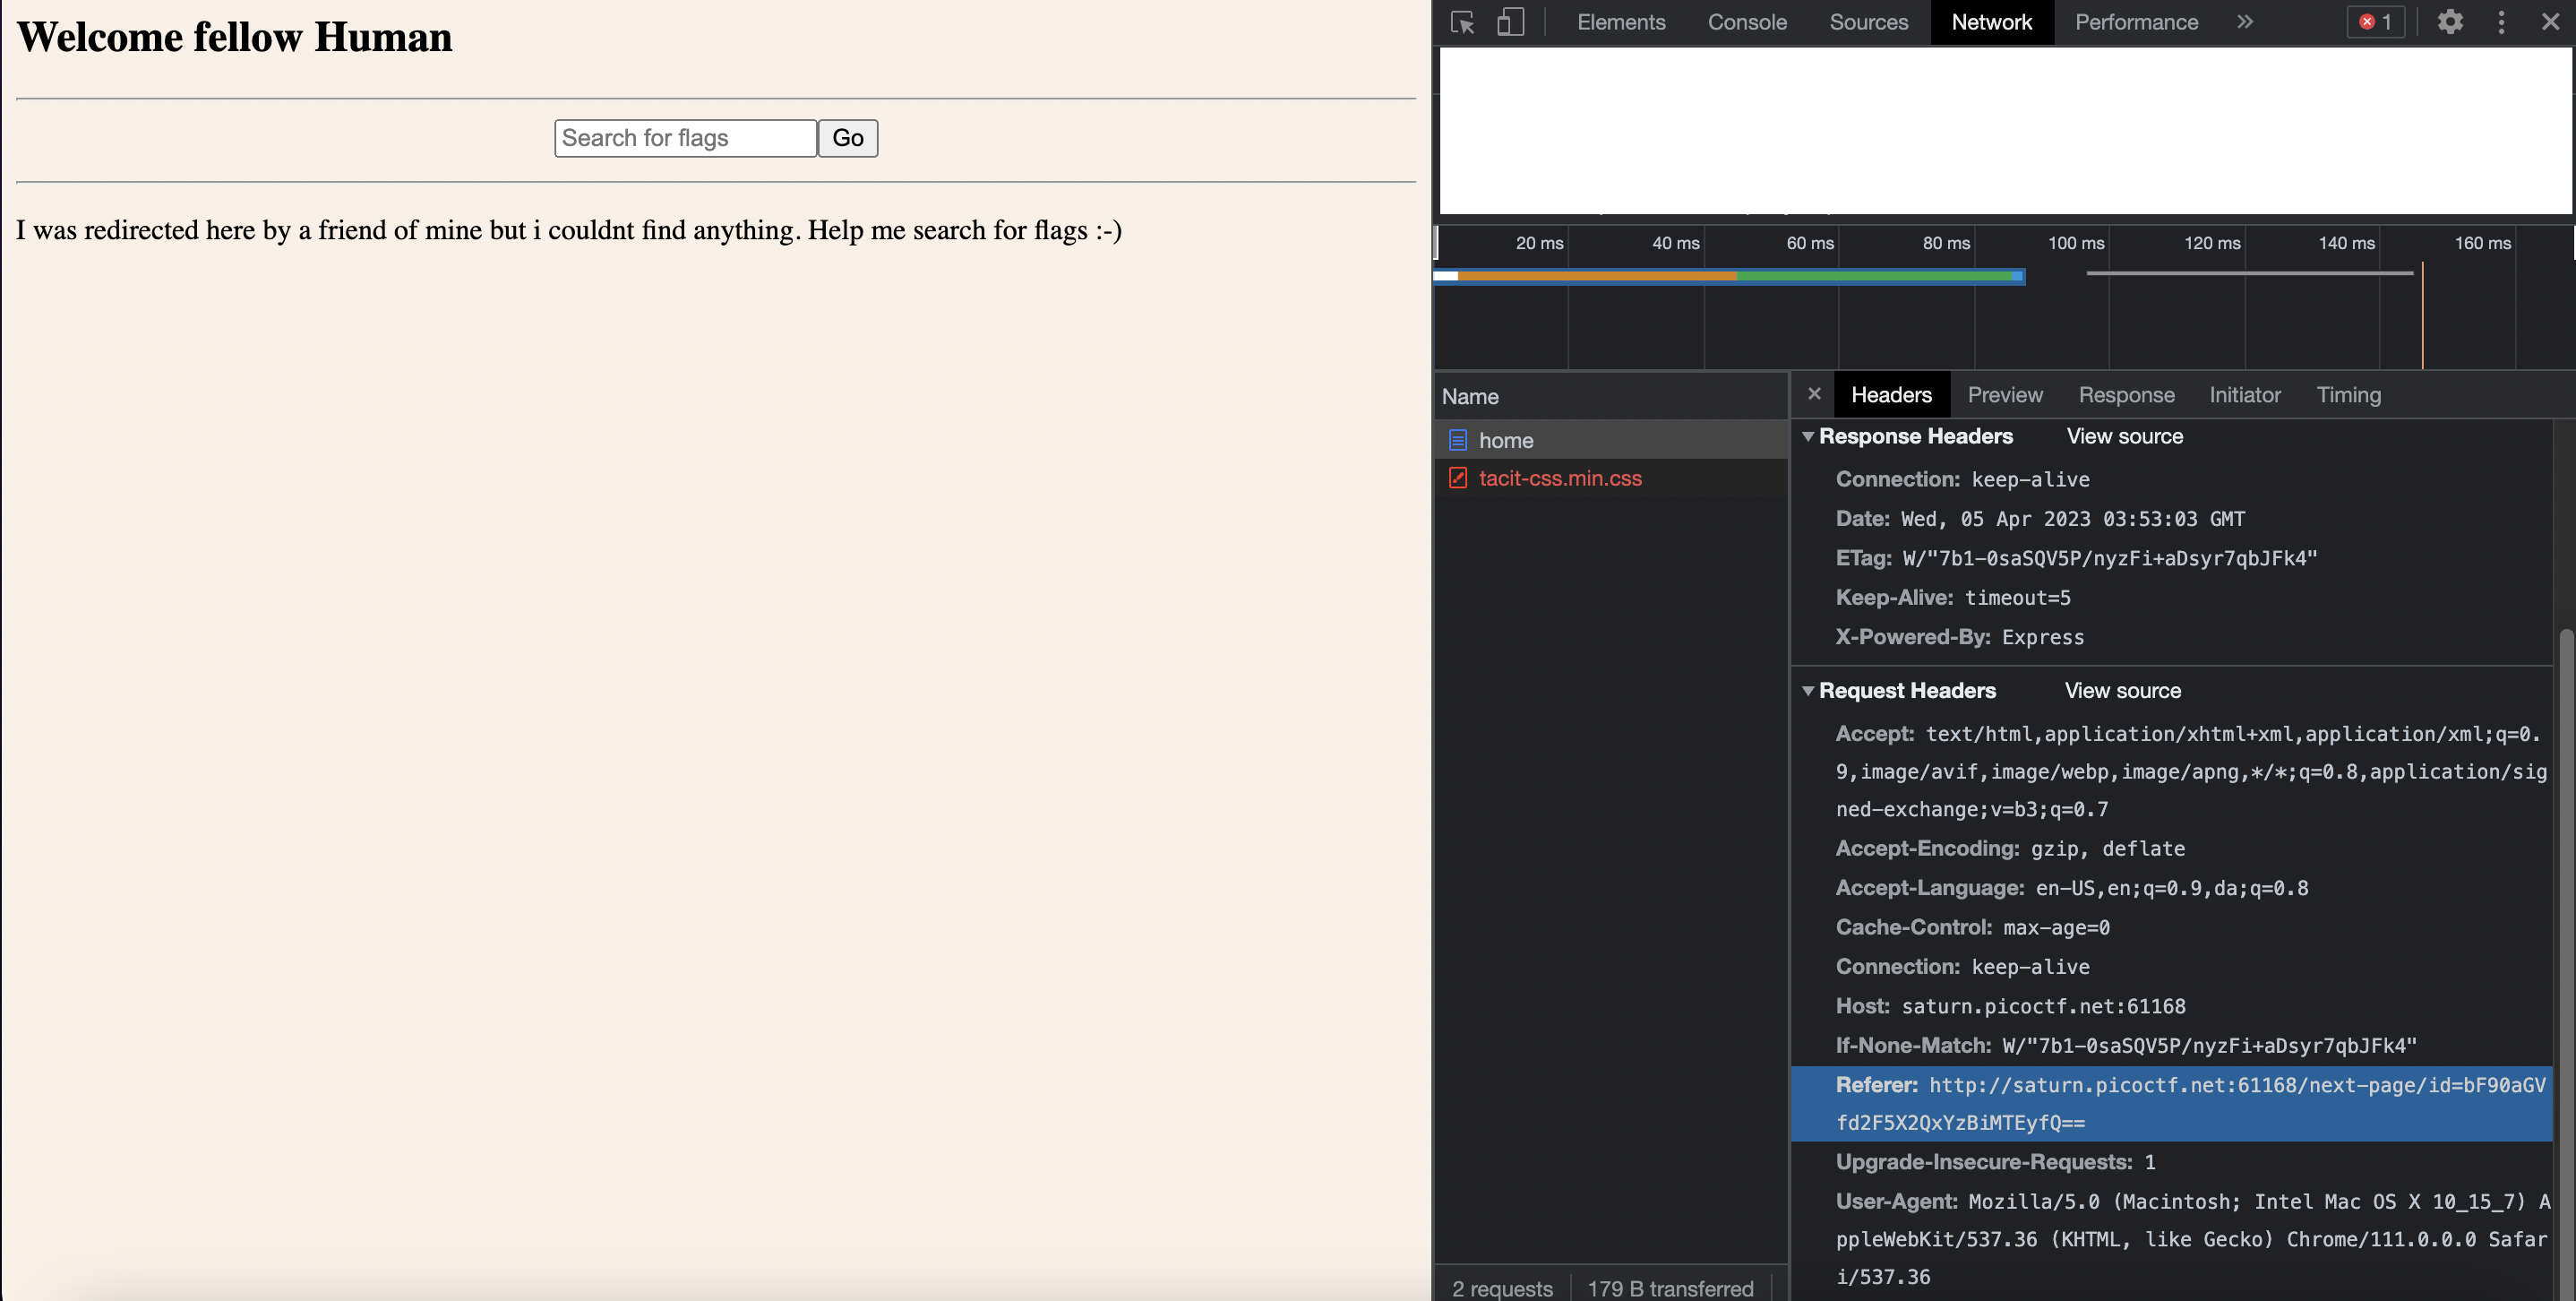 Welcome fellow Human
Search for flags Go
I was redirected here by a friend of mine but i couldnt find anything. Help me search for flags :-)
Elements Console Sources Network Performance 1
20 ms 40 ms 60 ms 80 ms 100 ms 120 ms 140 ms 160 ms
Name
home
tacit-css.min.css
Headers Preview Response Initiator Timing
Response Headers View source
Connection: keep-alive
Date: Wed, 05 Apr 2023 03:53:03 GMT
ETag: W/"7b1-0saSQV5P/nyzFi+aDsyr7qbJFk4"
Keep-Alive: timeout=5
X-Powered-By: Express
Request Headers View source
Accept: text/html,application/xhtml+xml,application/xml;q=0.
9,image/avif,image/webp,image/apng,*/*;q=0.8,application/sig
ned-exchange;v=b3;q=0.7
Accept-Encoding: gzip, deflate
Accept-Language: en-US,en;q=0.9,da;q=0.8
Cache-Control: max-age=0
Connection: keep-alive
Host: saturn.picoctf.net:61168
If-None-Match: W/"7b1-0saSQV5P/nyzFi+aDsyr7qbJFk4"
Referer: http://saturn.picoctf.net:61168/next-page/id=bF90aGV
fd2F5X2QxYzBiMTEyfQ==
Upgrade-Insecure-Requests: 1
User-Agent: Mozilla/5.0 (Macintosh; Intel Mac OS X 10_15_7) A
ppleWebKit/537.36 (KHTML, like Gecko) Chrome/111.0.0.0 Safar
i/537.36
2 requests 179 B transferred